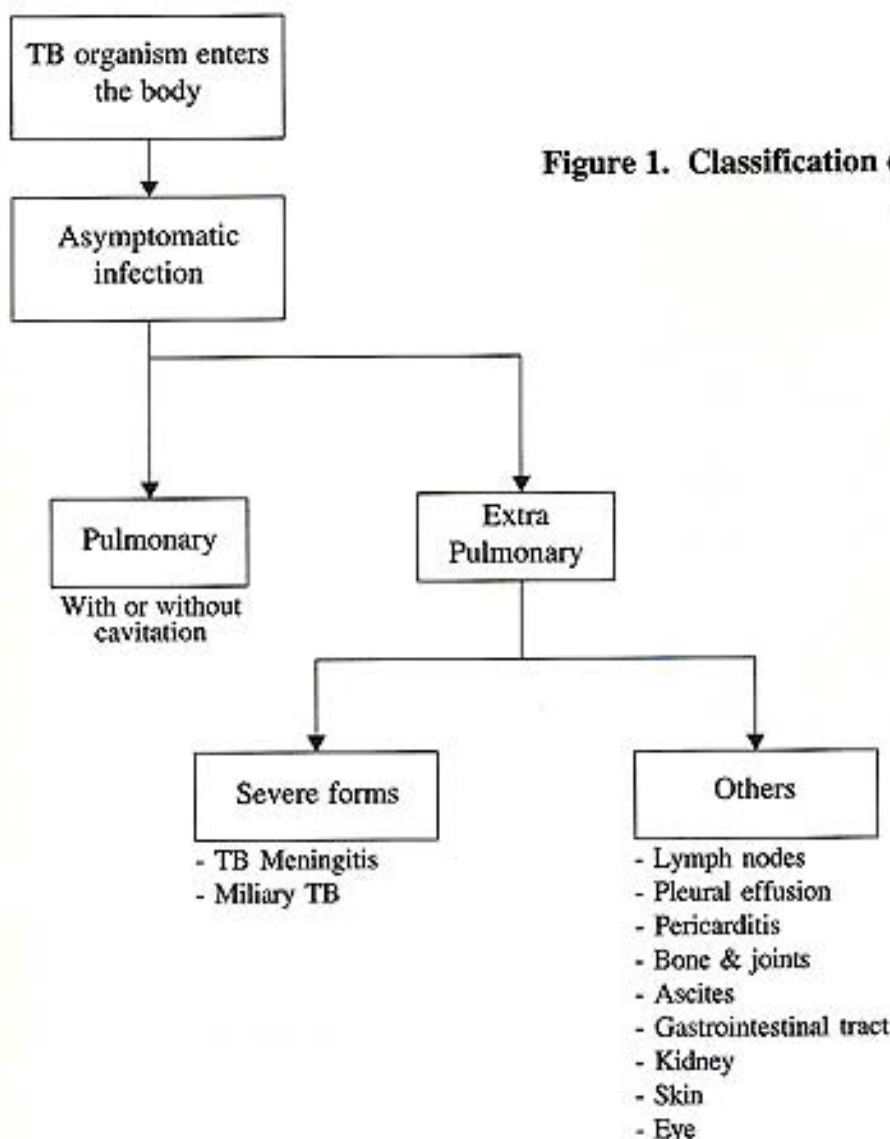 TB organism enters
the body
Figure 1. Classification
Asymptomatic
infection
Pulmonary
With or without
cavitation
Extra
Pulmonary
Severe forms
- TB Meningitis
- Miliary TB
Others
- Lymph nodes
- Pleural effusion
- Pericarditis
- Bone & joints
- Ascites
- Gastrointestinal tract
- Kidney
- Skin
- Eye